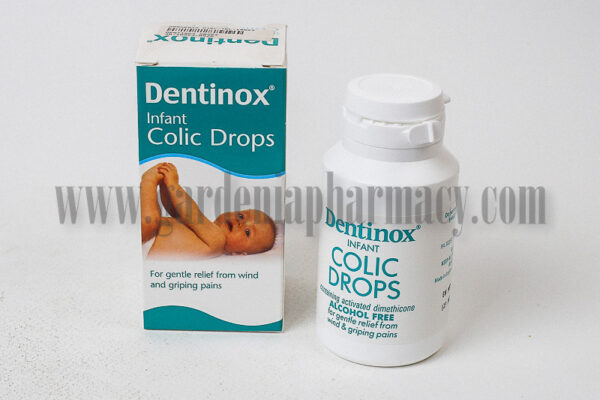 Dentinox
Dentinox®
Infant
Colic Drops
For gentle relief from wind
and griping pains
www.gardeniapharmacy.com
Dentinox®
INFANT
COLIC
DROPS
containing activated dimethicone
ALCOHOL FREE
for gentle relief from
wind & griping pains